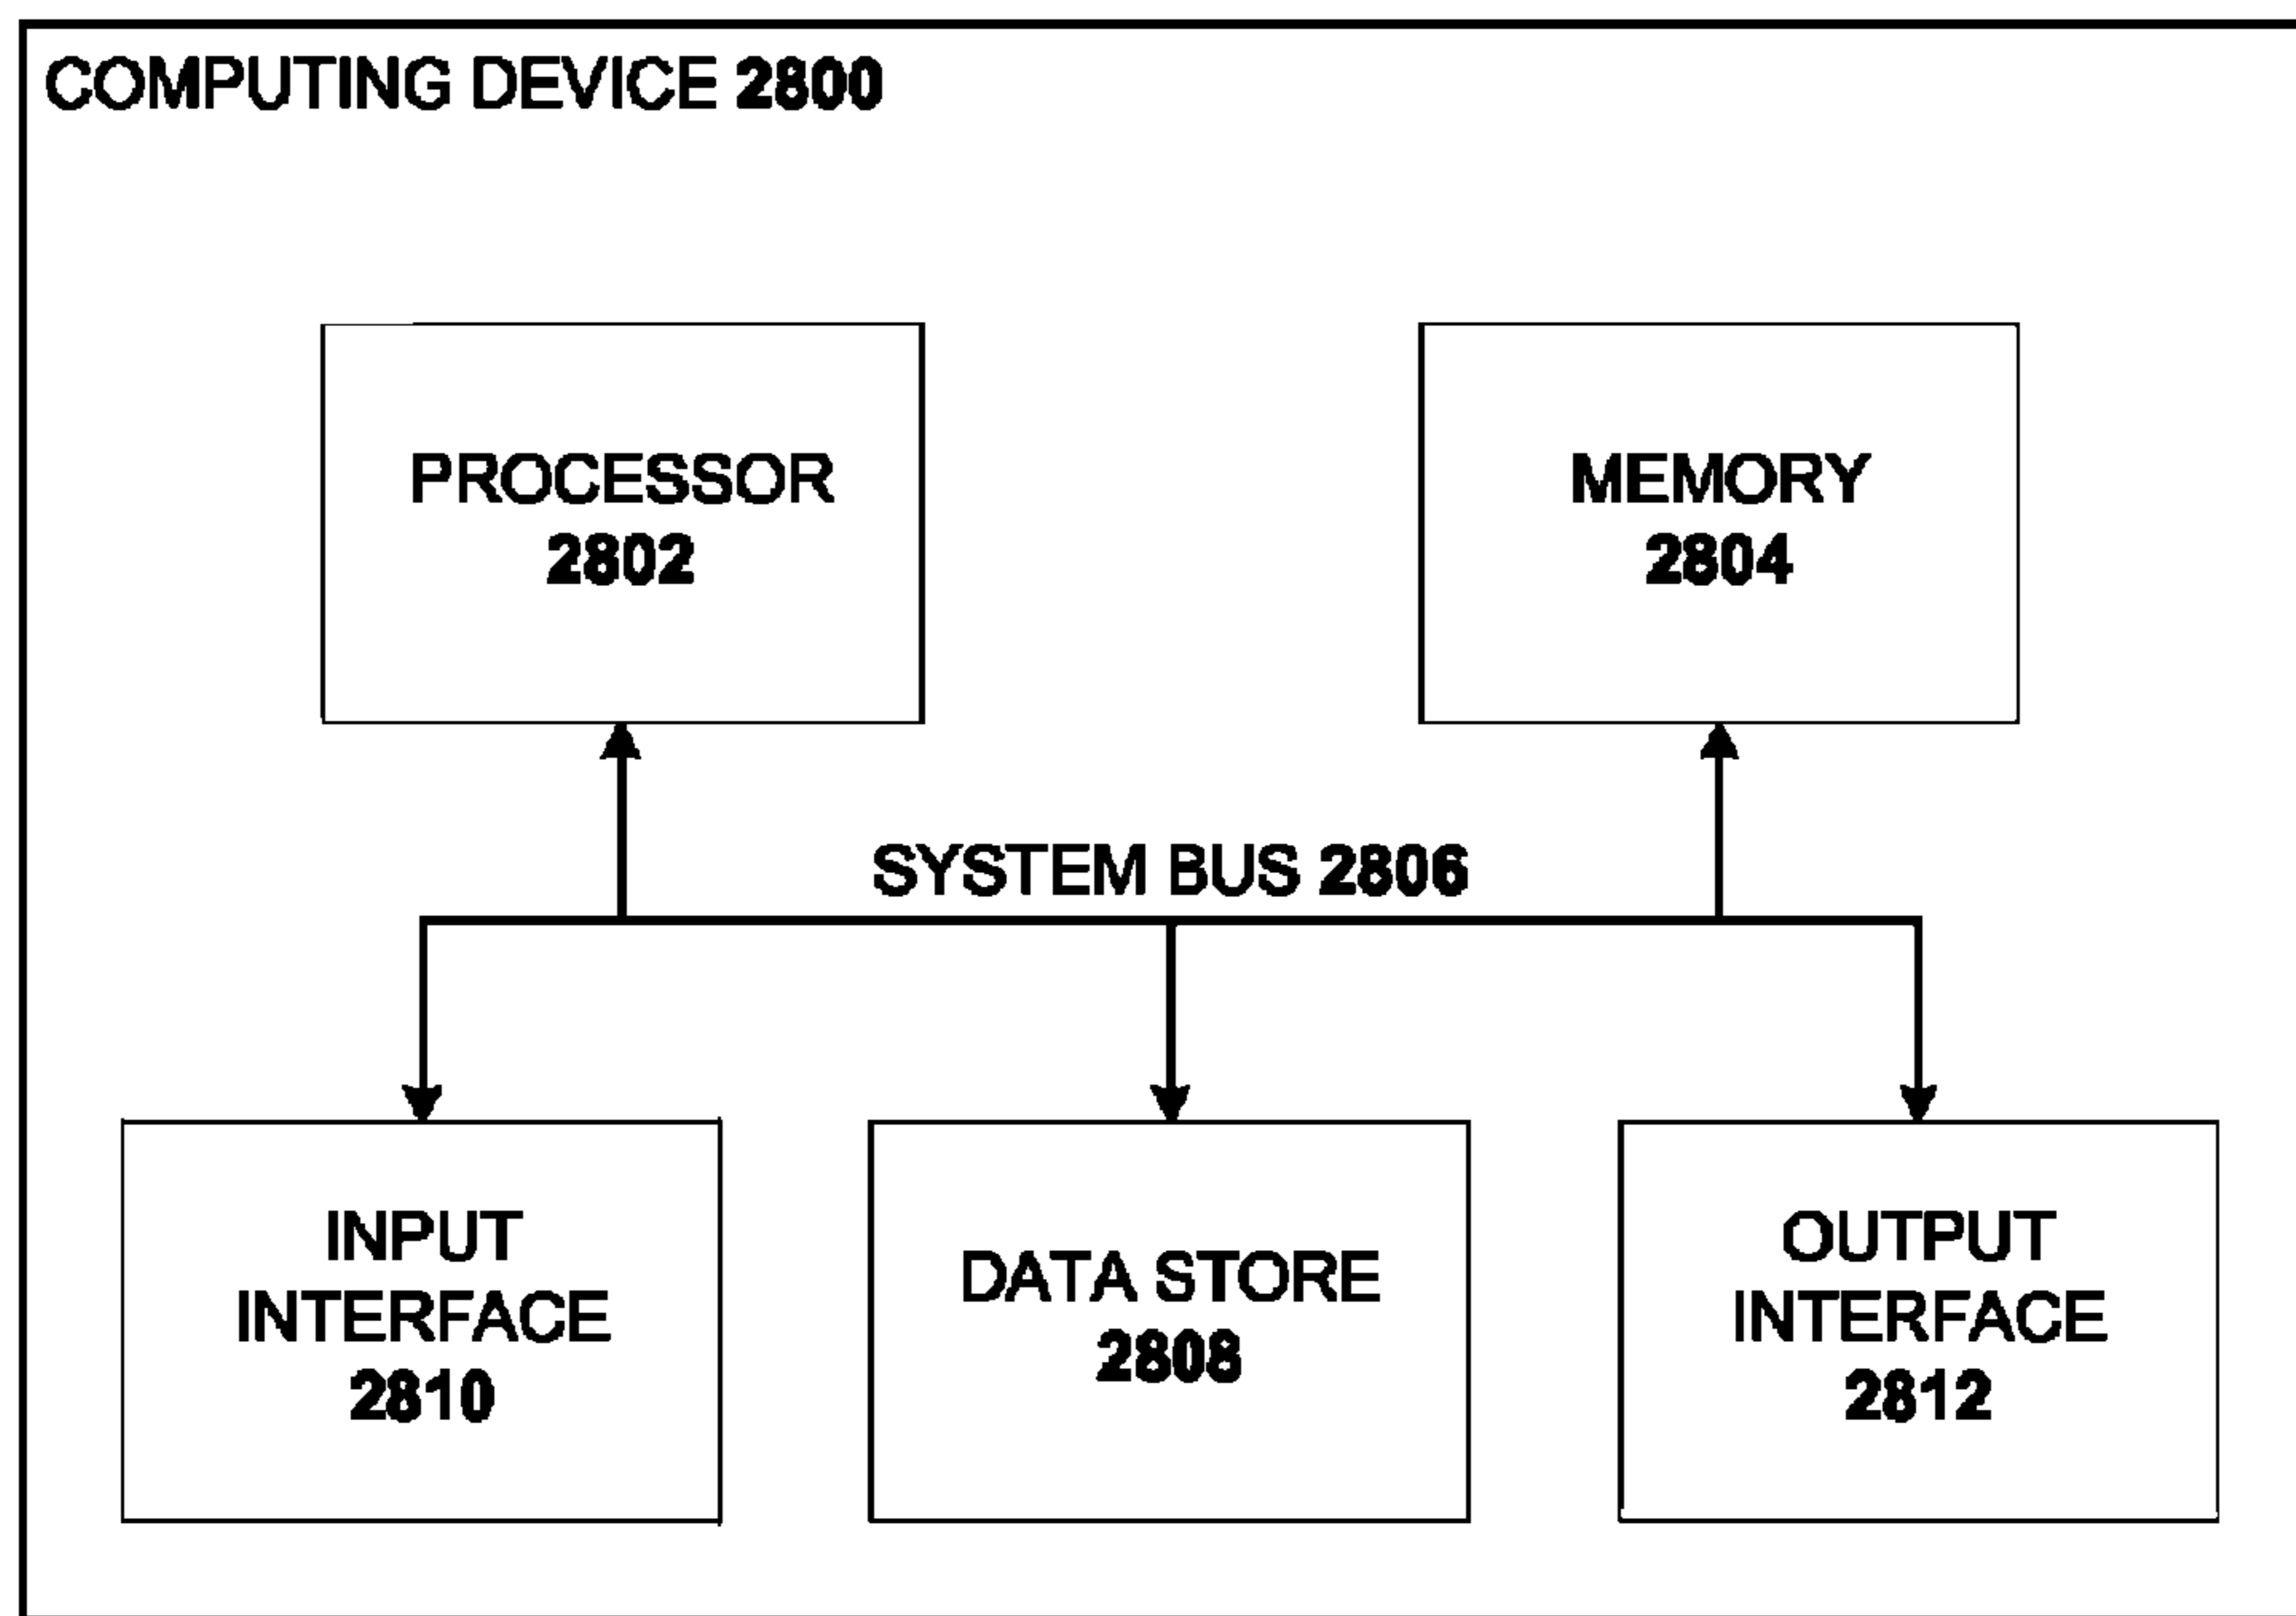 COMPUTING DEVICE 2800
PROCESSOR
2802
MEMORY
2804
SYSTEM BUS 2806
INPUT
INTERFACE
2810
DATA STORE
2808
OUTPUT
INTERFACE
2812